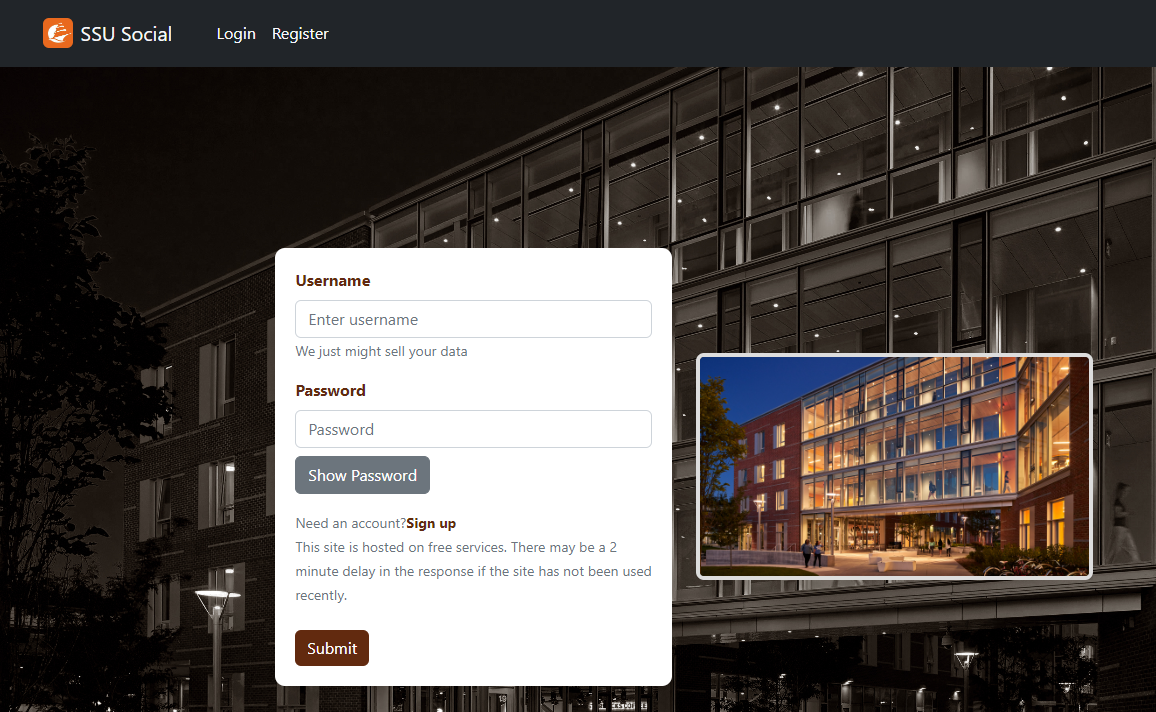 SSU Social Login Register
Username
Enter username
We just might sell your data
Password
Password
Show Password
Need an account?Sign up
This site is hosted on free services. There may be a 2
minute delay in the response if the site has not been used
recently.
Submit